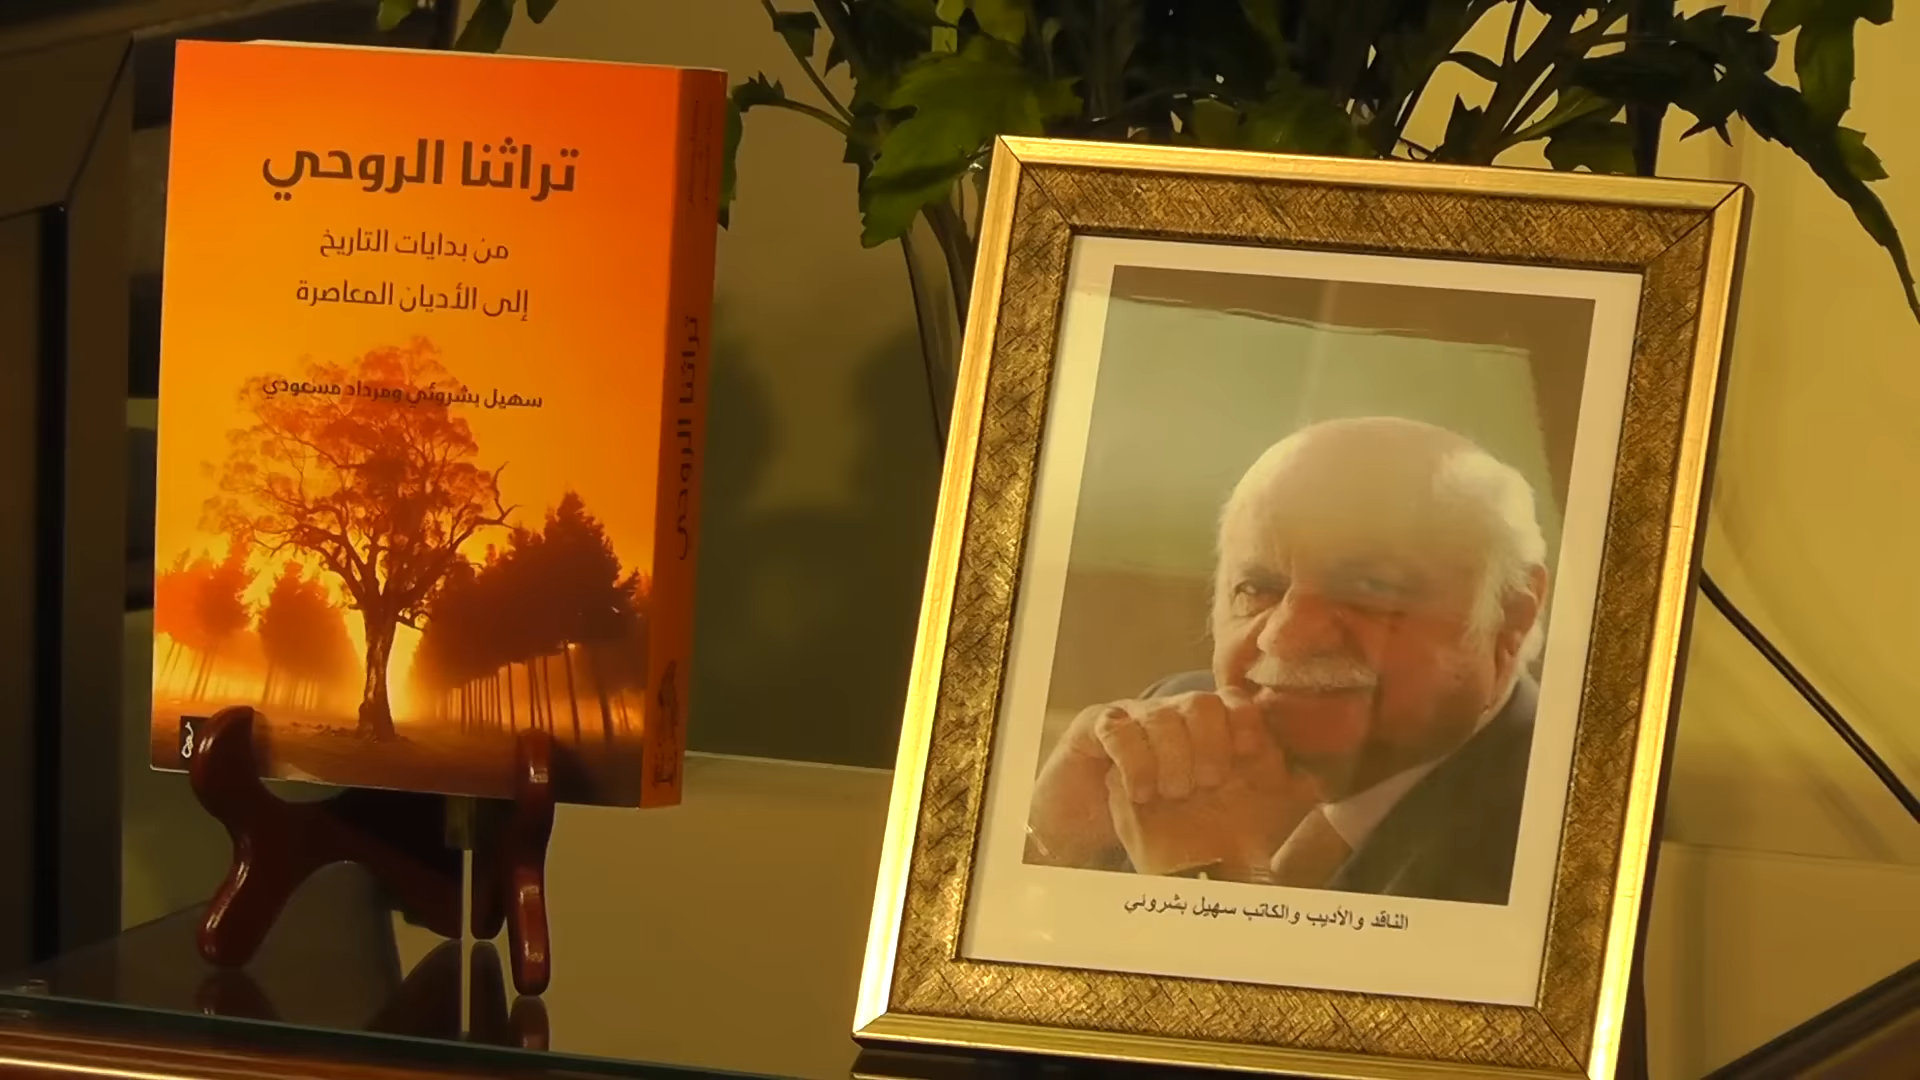 تراثنا الروحي
من بدايات التاريخ
إلى الأديان المعاصرة
سهيل بشروئي ومرداد مسعودي
تراثنا الروحي
الناقد والأديب والكاتب سهيل بشروئي